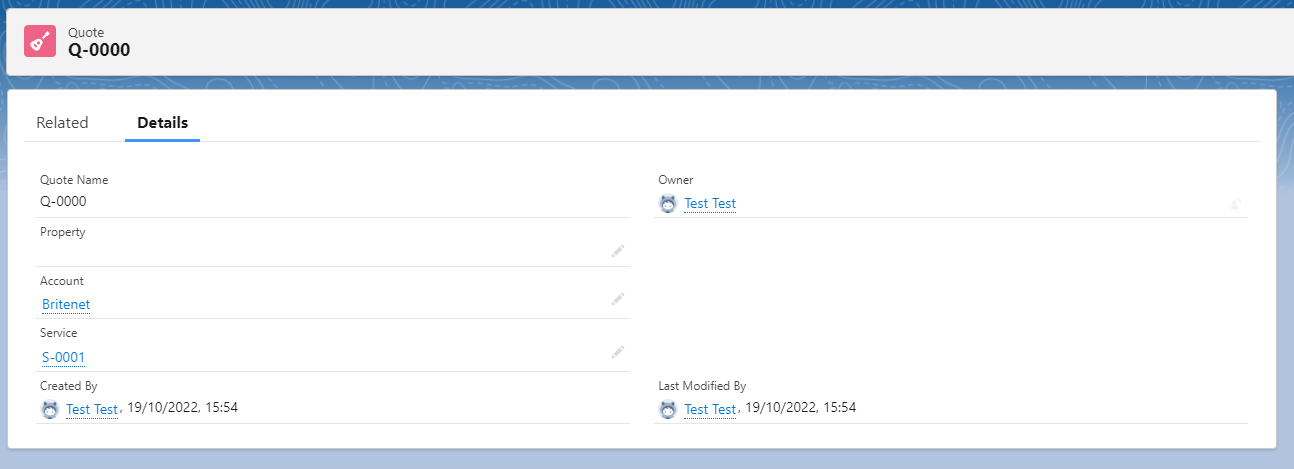 Quote
Q-0000
Related Details
Quote Name
Q-0000
Owner
Test Test
Property
Account
Britenet
Service
S-0001
Created By
Test Test, 19/10/2022, 15:54
Last Modified By
Test Test, 19/10/2022, 15:54